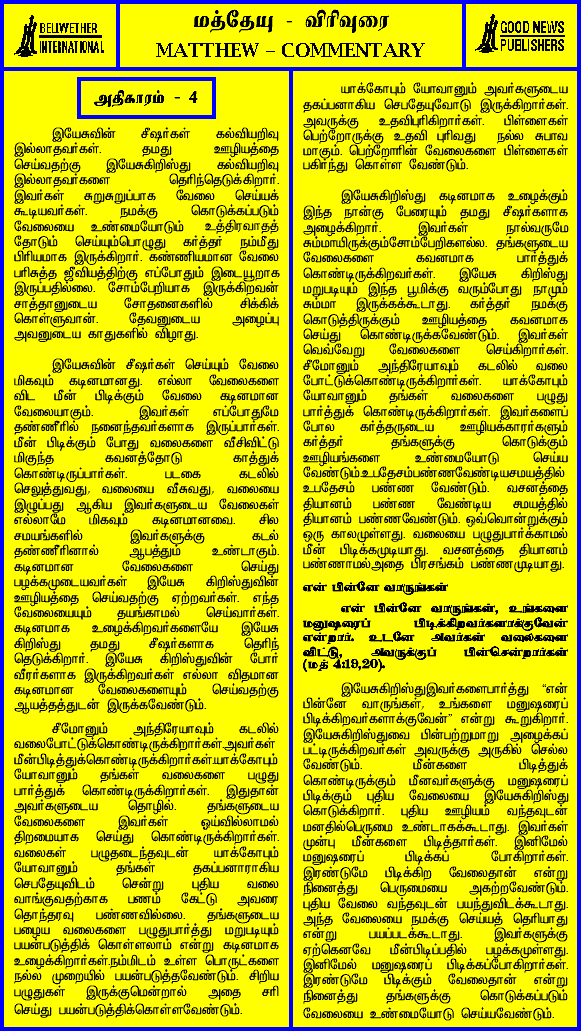 BELLWETHER
INTERNATIONAL
மத்தேயு - விரிவுரை
MATTHEW – COMMENTARY
GOOD NEWS
PUBLISHERS
அதிகாரம் - 4
இயேசுவின் சீஷர்கள் கல்வியறிவு
இல்லாதவர்கள். தமது ஊழியத்தை
செய்வதற்கு இயேசுகிறிஸ்து கல்வியறிவு
இல்லாதவர்களை தெரிந்தெடுக்கிறார்.
இவர்கள் சுறுசுறுப்பாக வேலை செய்யக்
கூடியவர்கள். நமக்கு கொடுக்கப்படும்
வேலையை உண்மையோடும் உத்திரவாதத்
தோடும் செய்யும்பொழுது கர்த்தர் நம்மீது
பிரியமாக இருக்கிறார். கண்ணியமான வேலை
பரிசுத்த ஜீவியத்திற்கு எப்போதும் இடையூறாக
இருப்பதில்லை. சோம்பேறியாக இருக்கிறவன்
சாத்தானுடைய சோதனைகளில் சிக்கிக்
கொள்ளுவான். தேவனுடைய அழைப்பு
அவனுடைய காதுகளில் விழாது.
இயேசுவின் சீஷர்கள் செய்யும் வேலை
மிகவும் கடினமானது. எல்லா வேலைகளை
விட மீன் பிடிக்கும் வேலை கடினமான
வேலையாகும். இவர்கள் எப்போதுமே
தண்ணீரில் நனைந்தவர்களாக இருப்பார்கள்.
மீன் பிடிக்கும் போது வலைகளை வீசிவிட்டு
மிகுந்த கவனத்தோடு காத்துக்
கொண்டிருப்பார்கள். படகை கடலில்
செலுத்துவது, வலையை வீசுவது, வலையை
இழுப்பது ஆகிய இவர்களுடைய வேலைகள்
எல்லாமே மிகவும் கடினமானவை. சில
சமயங்களில் இவர்களுக்கு கடல்
தண்ணீரினால் ஆபத்தும் உண்டாகும்.
கடினமான வேலைகளை செய்து
பழக்கமுடையவர்கள் இயேசு கிறிஸ்துவின்
ஊழியத்தை செய்வதற்கு ஏற்றவர்கள். எந்த
வேலையையும் தயங்காமல் செய்வார்கள்.
கடினமாக உழைக்கிறவர்களையே இயேசு
கிறிஸ்து தமது சீஷர்களாக தெரிந்
தெடுக்கிறார். இயேசு கிறிஸ்துவின் போர்
வீரர்களாக இருக்கிறவர்கள் எல்லா விதமான
கடினமான வேலைகளையும் செய்வதற்கு
ஆயத்தத்துடன் இருக்கவேண்டும்.
சீமோனும் அந்திரேயாவும் கடலில்
வலைபோட்டுக்கொண்டிருக்கிறார்கள்.அவர்கள்
மீன்பிடித்துக்கொண்டிருக்கிறார்கள்.யாக்கோபும்
யோவானும் தங்கள் வலைகளை பழுது
பார்த்துக் கொண்டிருக்கிறார்கள். இதுதான்
அவர்களுடைய தொழில். தங்களுடைய
வேலைகளை இவர்கள் ஓய்வில்லாமல்
திறமையாக செய்து கொண்டிருக்கிறார்கள்.
வலைகள் பழுதடைந்தவுடன் யாக்கோபும்
யோவானும் தங்கள் தகப்பனாராகிய
செபதேயுவிடம் சென்று புதிய வலை
வாங்குவதற்காக பணம் கேட்டு அவரை
தொந்தரவு பண்ணவில்லை. தங்களுடைய
பழைய வலைகளை பழுதுபார்த்து மறுபடியும்
பயன்படுத்திக் கொள்ளலாம் என்று கடினமாக
உழைக்கிறார்கள்.நம்மிடம் உள்ள பொருட்களை
நல்ல முறையில் பயன்படுத்தவேண்டும். சிறிய
பழுதுகள் இருக்குமென்றால் அதை சரி
செய்து பயன்படுத்திக்கொள்ளவேண்டும்.
யாக்கோபும் யோவானும் அவர்களுடைய
தகப்பனாகிய செபதேயுவோடு இருக்கிறார்கள்.
அவருக்கு உதவிபுரிகிறார்கள். பிள்ளைகள்
பெற்றோருக்கு உதவி புரிவது நல்ல சுபாவ
மாகும். பெற்றோரின் வேலைகளை பிள்ளைகள்
பகிர்ந்து கொள்ள வேண்டும்.
இயேசுகிறிஸ்து கடினமாக உழைக்கும்
இந்த நான்கு பேரையும் தமது சீஷர்களாக
அழைக்கிறார். இவர்கள் நால்வருமே
சும்மாயிருக்கும்சோம்பேறிகளல்ல. தங்களுடைய
வேலைகளை கவனமாக பார்த்துக்
கொண்டிருக்கிறவர்கள். இயேசு கிறிஸ்து
மறுபடியும் இந்த பூமிக்கு வரும்போது நாமும்
சும்மா இருக்கக்கூடாது. கர்த்தர் நமக்கு
கொடுத்திருக்கும் ஊழியத்தை கவனமாக
செய்து கொண்டிருக்கவேண்டும். இவர்கள்
வெவ்வேறு வேலைகளை செய்கிறார்கள்.
சீமோனும் அந்திரேயாவும் கடலில் வலை
போட்டுக்கொண்டிருக்கிறார்கள். யாக்கோபும்
யோவானும் தங்கள் வலைகளை பழுது
பார்த்துக் கொண்டிருக்கிறார்கள். இவர்களைப்
போல கர்த்தருடைய ஊழியக்காரர்களும்
கர்த்தர் தங்களுக்கு கொடுக்கும்
ஊழியங்களை உண்மையோடு செய்ய
வேண்டும்.உபதேசம்பண்ணவேண்டியசமயத்தில்
உபதேசம் பண்ண வேண்டும். வசனத்தை
தியானம் பண்ண வேண்டிய சமயத்தில்
தியானம் பண்ணவேண்டும். ஒவ்வொன்றுக்கும்
ஒரு காலமுள்ளது. வலையை பழுதுபார்க்காமல்
மீன் பிடிக்கமுடியாது. வசனத்தை தியானம்
பண்ணாமல்அதை பிரசங்கம் பண்ணமுடியாது.
என் பின்னே வாருங்கள்
என் பின்னே வாருங்கள், உங்களை
மனுஷரைப் பிடிக்கிறவர்களாக்குவேன்
என்றார். உடனே அவர்கள் வலைகளை
விட்டு, அவருக்குப் பின்சென்றார்கள்
(மத் 4:19,20).
இயேசுகிறிஸ்துஇவர்களைபார்த்து “என்
பின்னே வாருங்கள், உங்களை மனுஷரைப்
பிடிக்கிறவர்களாக்குவேன்” என்று கூறுகிறார்.
இயேசுகிறிஸ்துவை பின்பற்றுமாறு அழைக்கப்
பட்டிருக்கிறவர்கள் அவருக்கு அருகில் செல்ல
வேண்டும். மீன்களை பிடித்துக்
கொண்டிருக்கும் மீனவர்களுக்கு மனுஷரைப்
பிடிக்கும் புதிய வேலையை இயேசுகிறிஸ்து
கொடுக்கிறார். புதிய ஊழியம் வந்தவுடன்
மனதில்பெருமை உண்டாகக்கூடாது. இவர்கள்
முன்பு மீன்களை பிடித்தார்கள். இனிமேல்
மனுஷரைப் பிடிக்கப் போகிறார்கள்.
இரண்டுமே பிடிக்கிற வேலைதான் என்று
நினைத்து பெருமையை அகற்றவேண்டும்.
புதிய வேலை வந்தவுடன் பயந்துவிடக்கூடாது.
அந்த வேலையை நமக்கு செய்யத் தெரியாது
என்று பயப்படக்கூடாது. இவர்களுக்கு
ஏற்கெனவே மீன்பிடிப்பதில் பழக்கமுள்ளது.
இனிமேல் மனுஷரைப் பிடிக்கப்போகிறார்கள்.
இரண்டுமே பிடிக்கும் வேலைதான் என்று
நினைத்து தங்களுக்கு கொடுக்கப்படும்
வேலையை உண்மையோடு செய்யவேண்டும்.